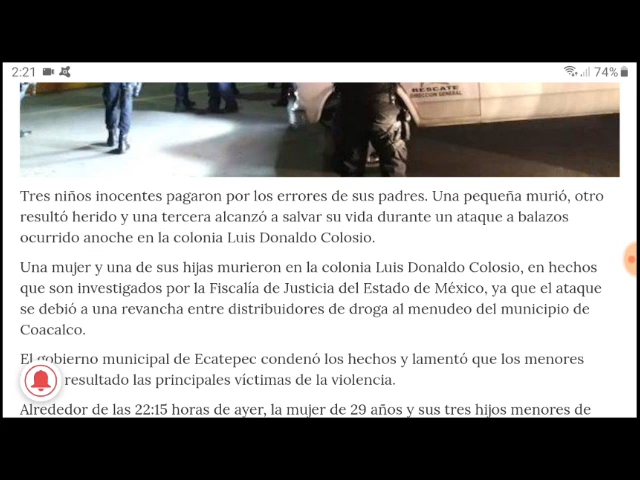 2:21
74%
RESCATE
DIRECCION GENERAL
Tres niños inocentes pagaron por los errores de sus padres. Una pequeña murió, otro
resultó herido y una tercera alcanzó a salvar su vida durante un ataque a balazos
ocurrido anoche en la colonia Luis Donaldo Colosio.
Una mujer y una de sus hijas murieron en la colonia Luis Donaldo Colosio, en hechos
que son investigados por la Fiscalía de Justicia del Estado de México, ya que el ataque
se debió a una revancha entre distribuidores de droga al menudeo del municipio de
Coacalco.
El gobierno municipal de Ecatepec condenó los hechos y lamentó que los menores
resultado las principales víctimas de la violencia.
Alrededor de las 22:15 horas de ayer, la mujer de 29 años y sus tres hijos menores de